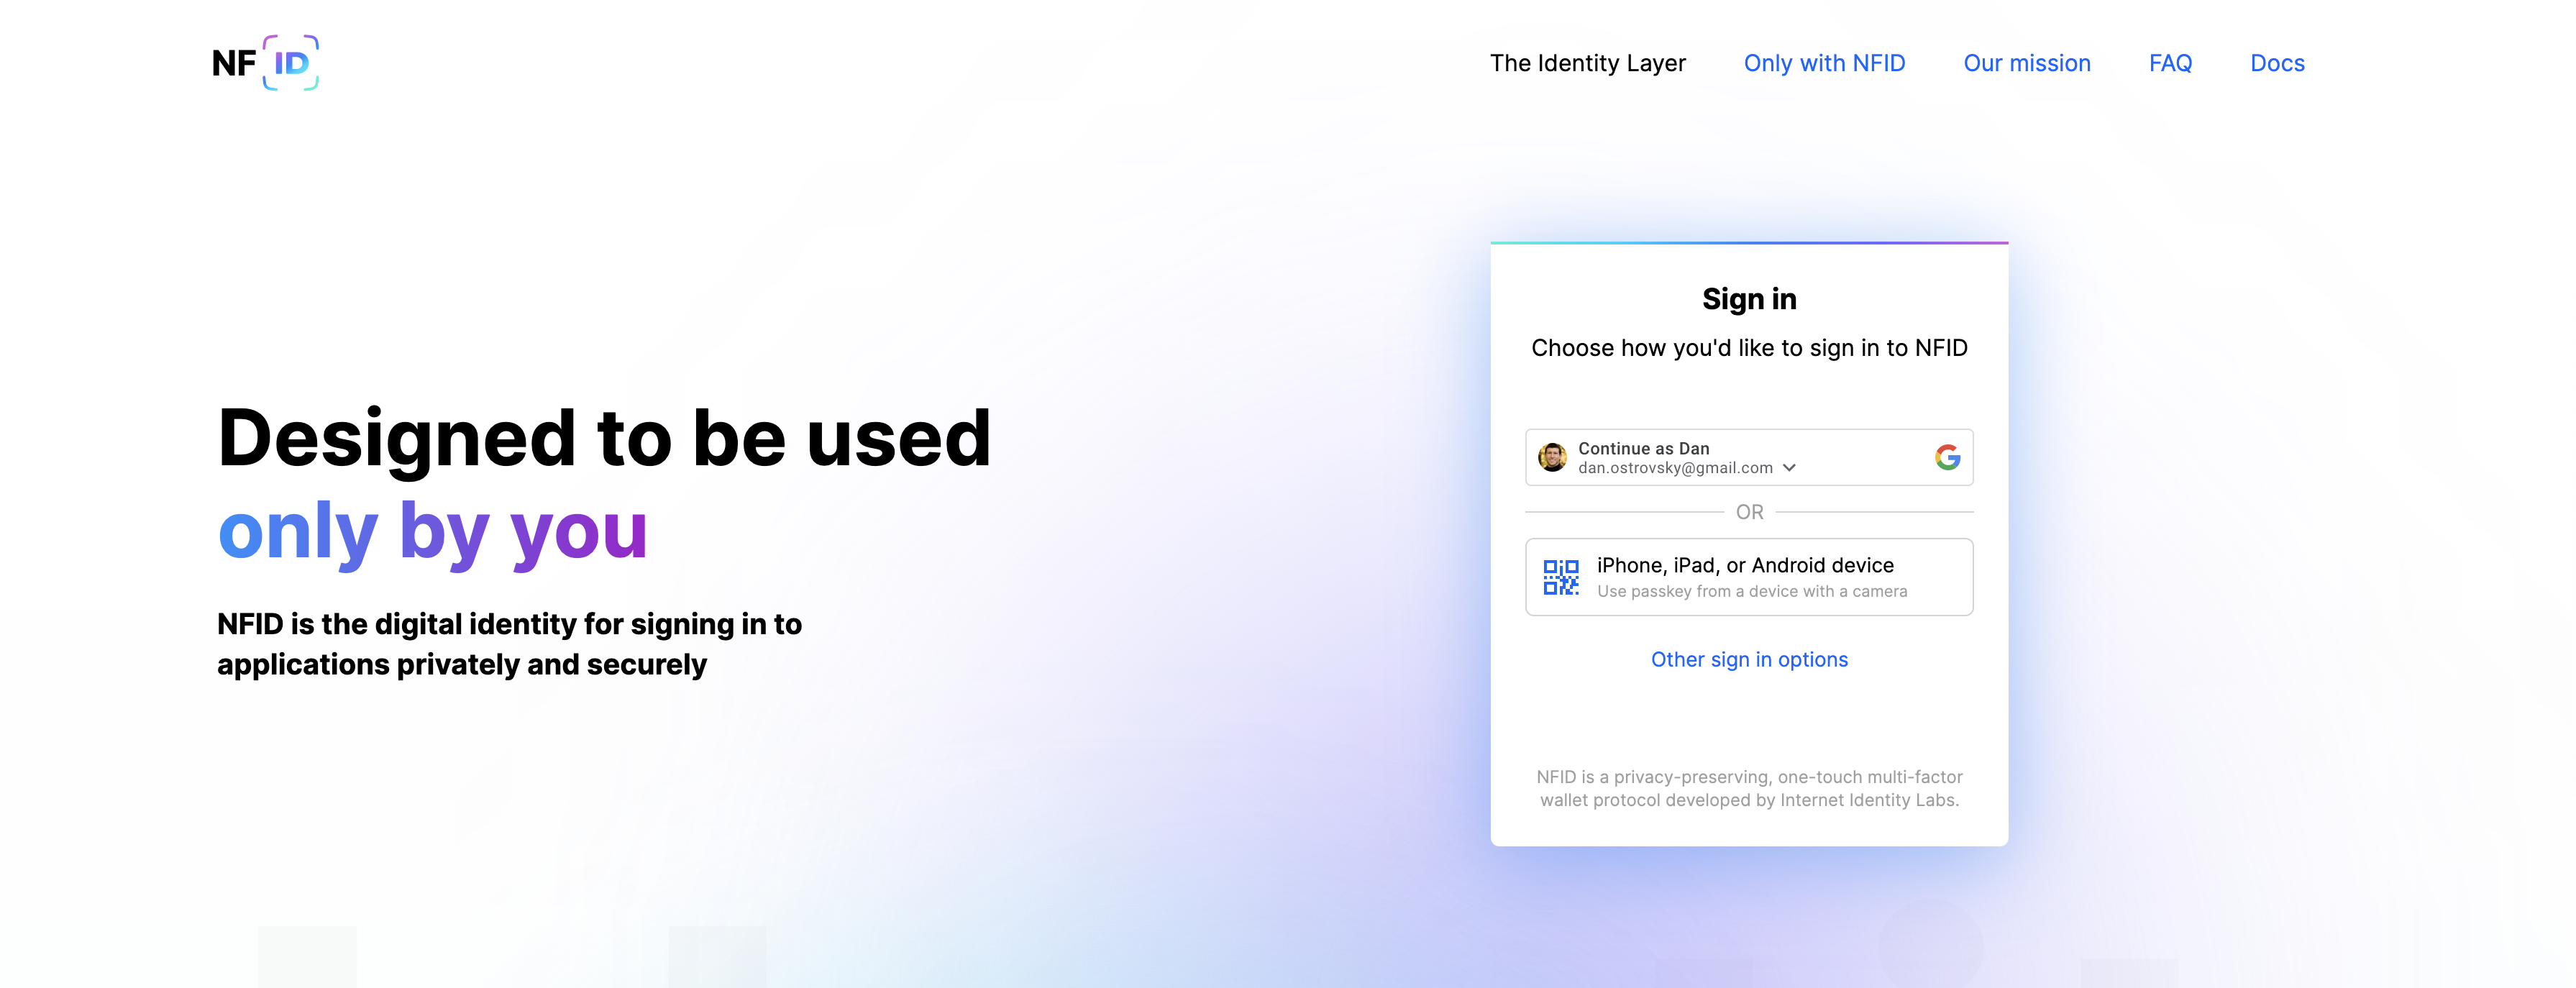 NFID
The Identity Layer
Only with NFID
Our mission
FAQ
Docs
Designed to be used
only by you
NFID is the digital identity for signing in to
applications privately and securely
Sign in
Choose how you'd like to sign in to NFID
Continue as Dan
dan.ostrovsky@gmail.com
OR
iPhone, iPad, or Android device
Use passkey from a device with a camera
Other sign in options
NFID is a privacy-preserving, one-touch multi-factor
wallet protocol developed by Internet Identity Labs.